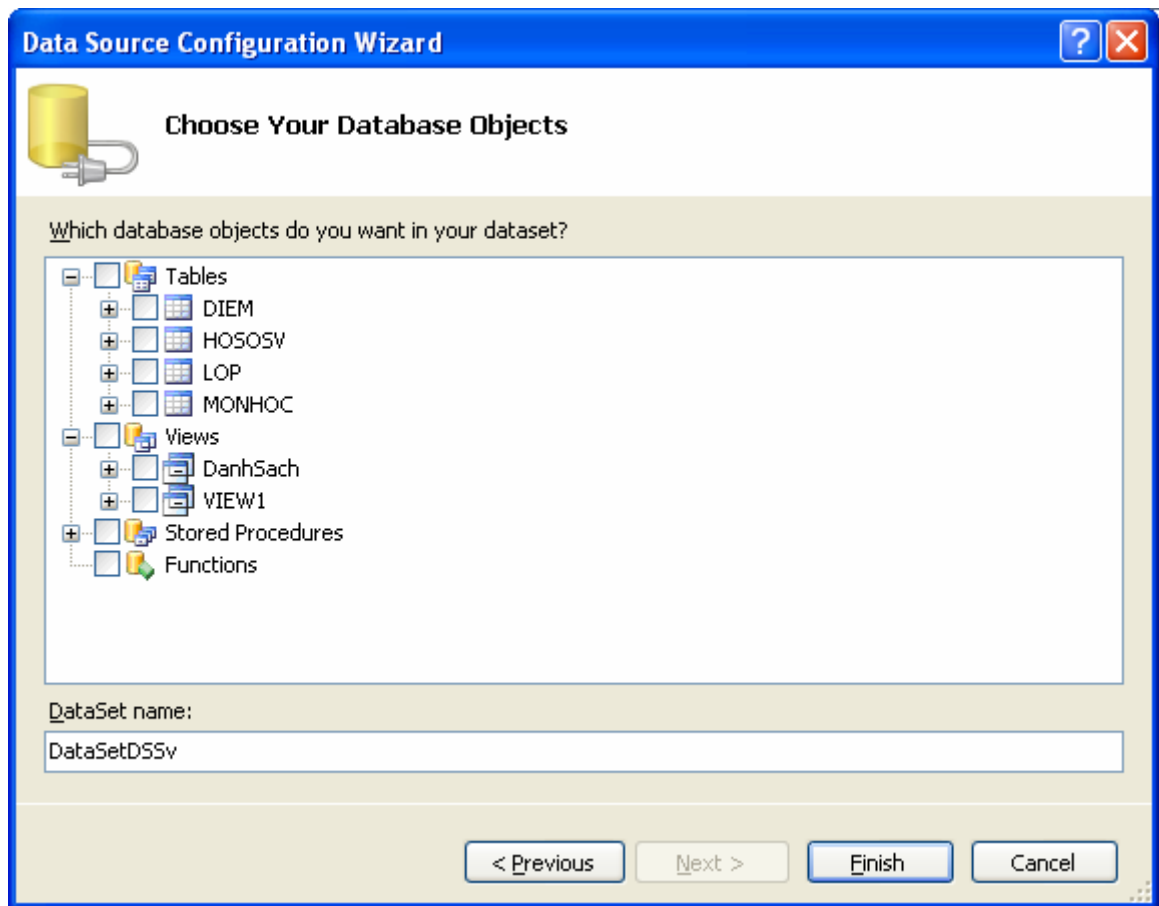 Data Source Configuration Wizard
Choose Your Database Objects
Which database objects do you want in your dataset?
Tables
DIEM
HOSOSV
LOP
MONHOC
Views
DanhSach
VIEW1
Stored Procedures
Functions
DataSet name:
DataSetDSSv
< Previous Next > Finish Cancel